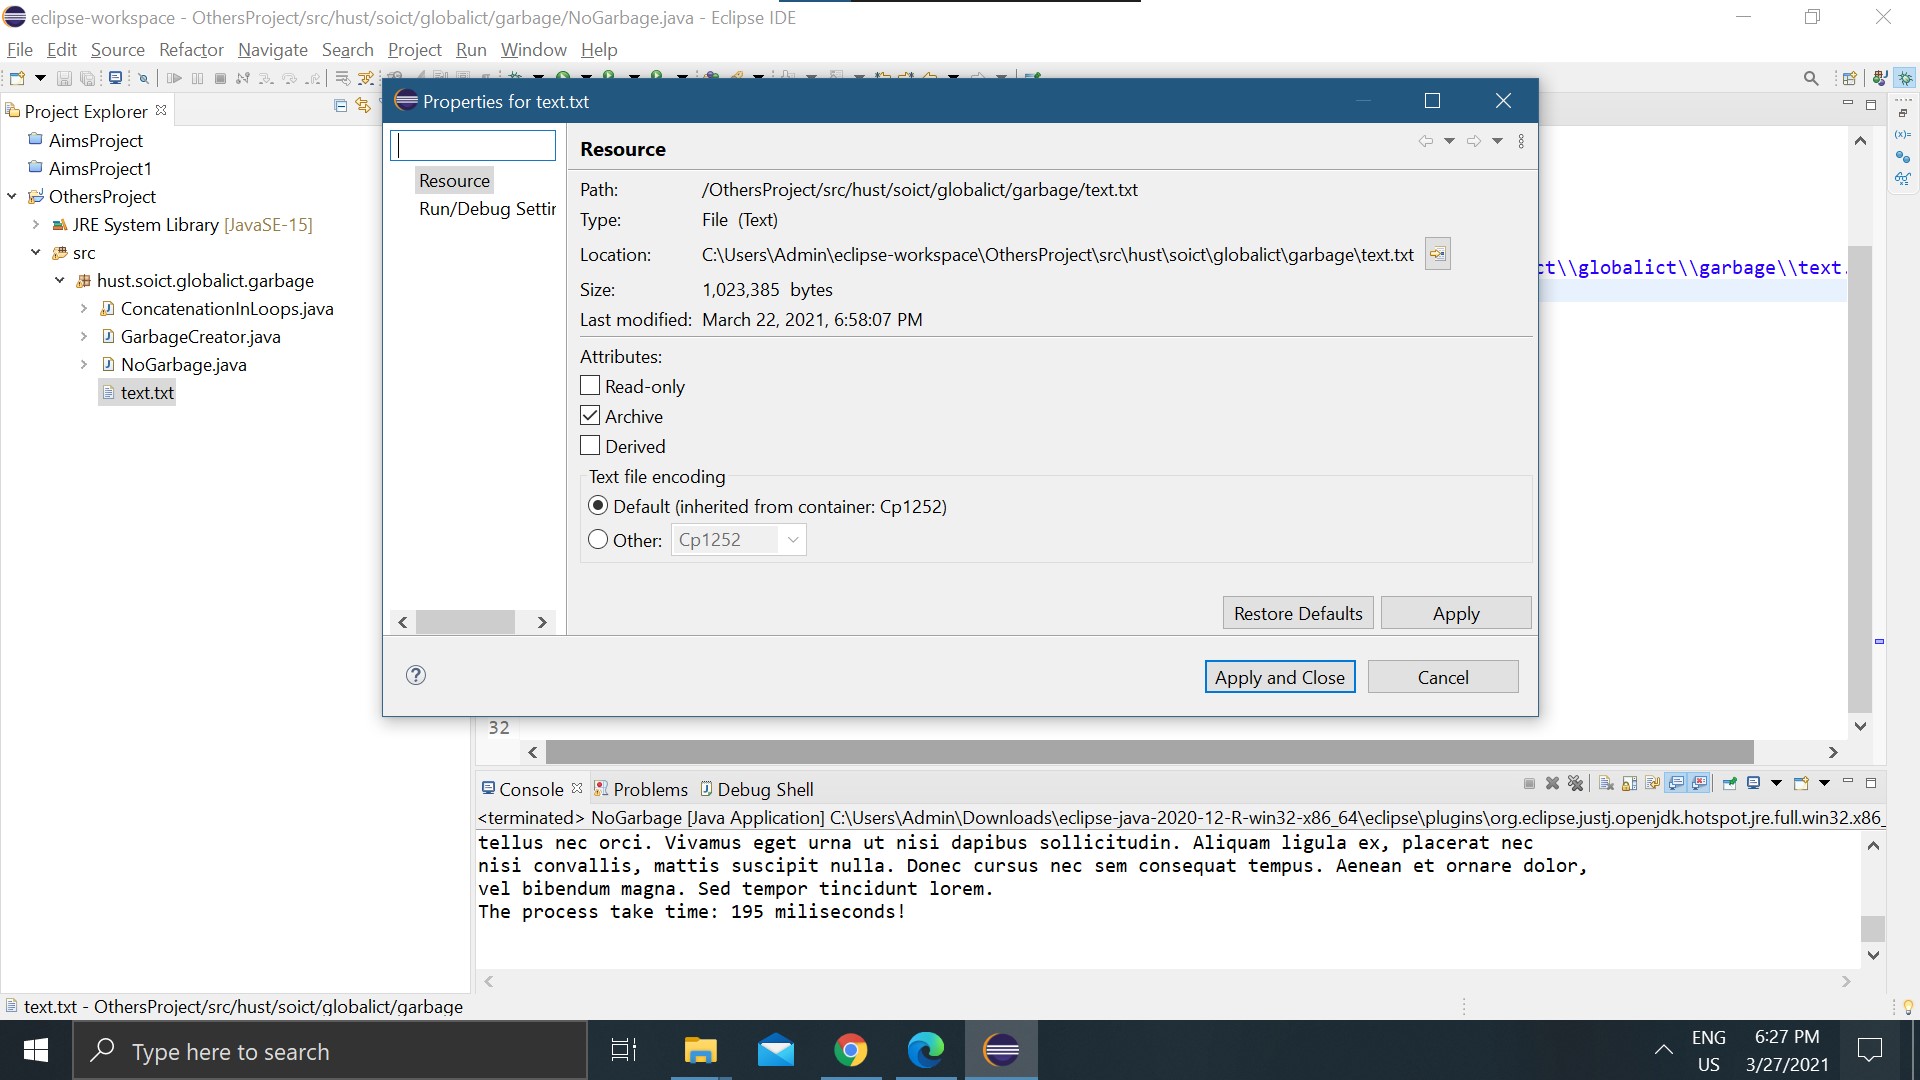 eclipse-workspace - OthersProject/src/hust/soict/globalict/garbage/NoGarbage.java - Eclipse IDE
File Edit Source Refactor Navigate Search Project Run Window Help
Project Explorer
AimsProject
AimsProject1
OthersProject
JRE System Library [JavaSE-15]
src
hust.soict.globalict.garbage
ConcatenationInLoops.java
GarbageCreator.java
NoGarbage.java
text.txt
Properties for text.txt
Resource
Run/Debug Settin
Resource
Path: /OthersProject/src/hust/soict/globalict/garbage/text.txt
Type: File (Text)
Location: C:\Users\Admin\eclipse-workspace\OthersProject\src\hust\soict\globalict\garbage\text.txt
Size: 1,023,385 bytes
Last modified: March 22, 2021, 6:58:07 PM
Attributes:
Read-only
Archive
Derived
Text file encoding
Default (inherited from container: Cp1252)
Other: Cp1252
Restore Defaults Apply
Apply and Close Cancel
ct\\globalict\\garbage\\text.
32
Console Problems Debug Shell
<terminated> NoGarbage [Java Application] C:\Users\Admin\Downloads\eclipse-java-2020-12-R-win32-x86_64\eclipse\plugins\org.eclipse.justj.openjdk.hotspot.jre.full.win32.x86_
tellus nec orci. Vivamus eget urna ut nisi dapibus sollicitudin. Aliquam ligula ex, placerat nec
nisi convallis, mattis suscipit nulla. Donec cursus nec sem consequat tempus. Aenean et ornare dolor,
vel bibendum magna. Sed tempor tincidunt lorem.
The process take time: 195 miliseconds!
text.txt - OthersProject/src/hust/soict/globalict/garbage
Type here to search
ENG
US
6:27 PM
3/27/2021